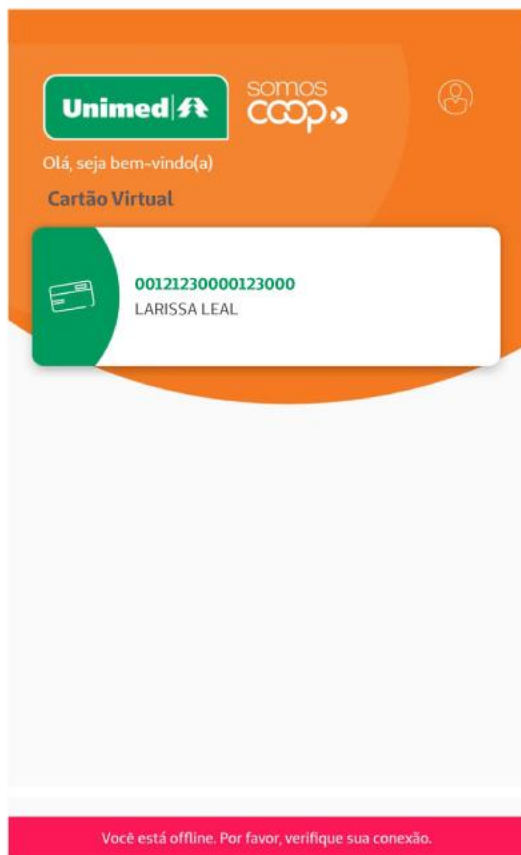 Unimed
somos
coop
Olá, seja bem-vindo(a)
Cartão Virtual
00121230000123000
LARISSA LEAL
Você está offline. Por favor, verifique sua conexão.